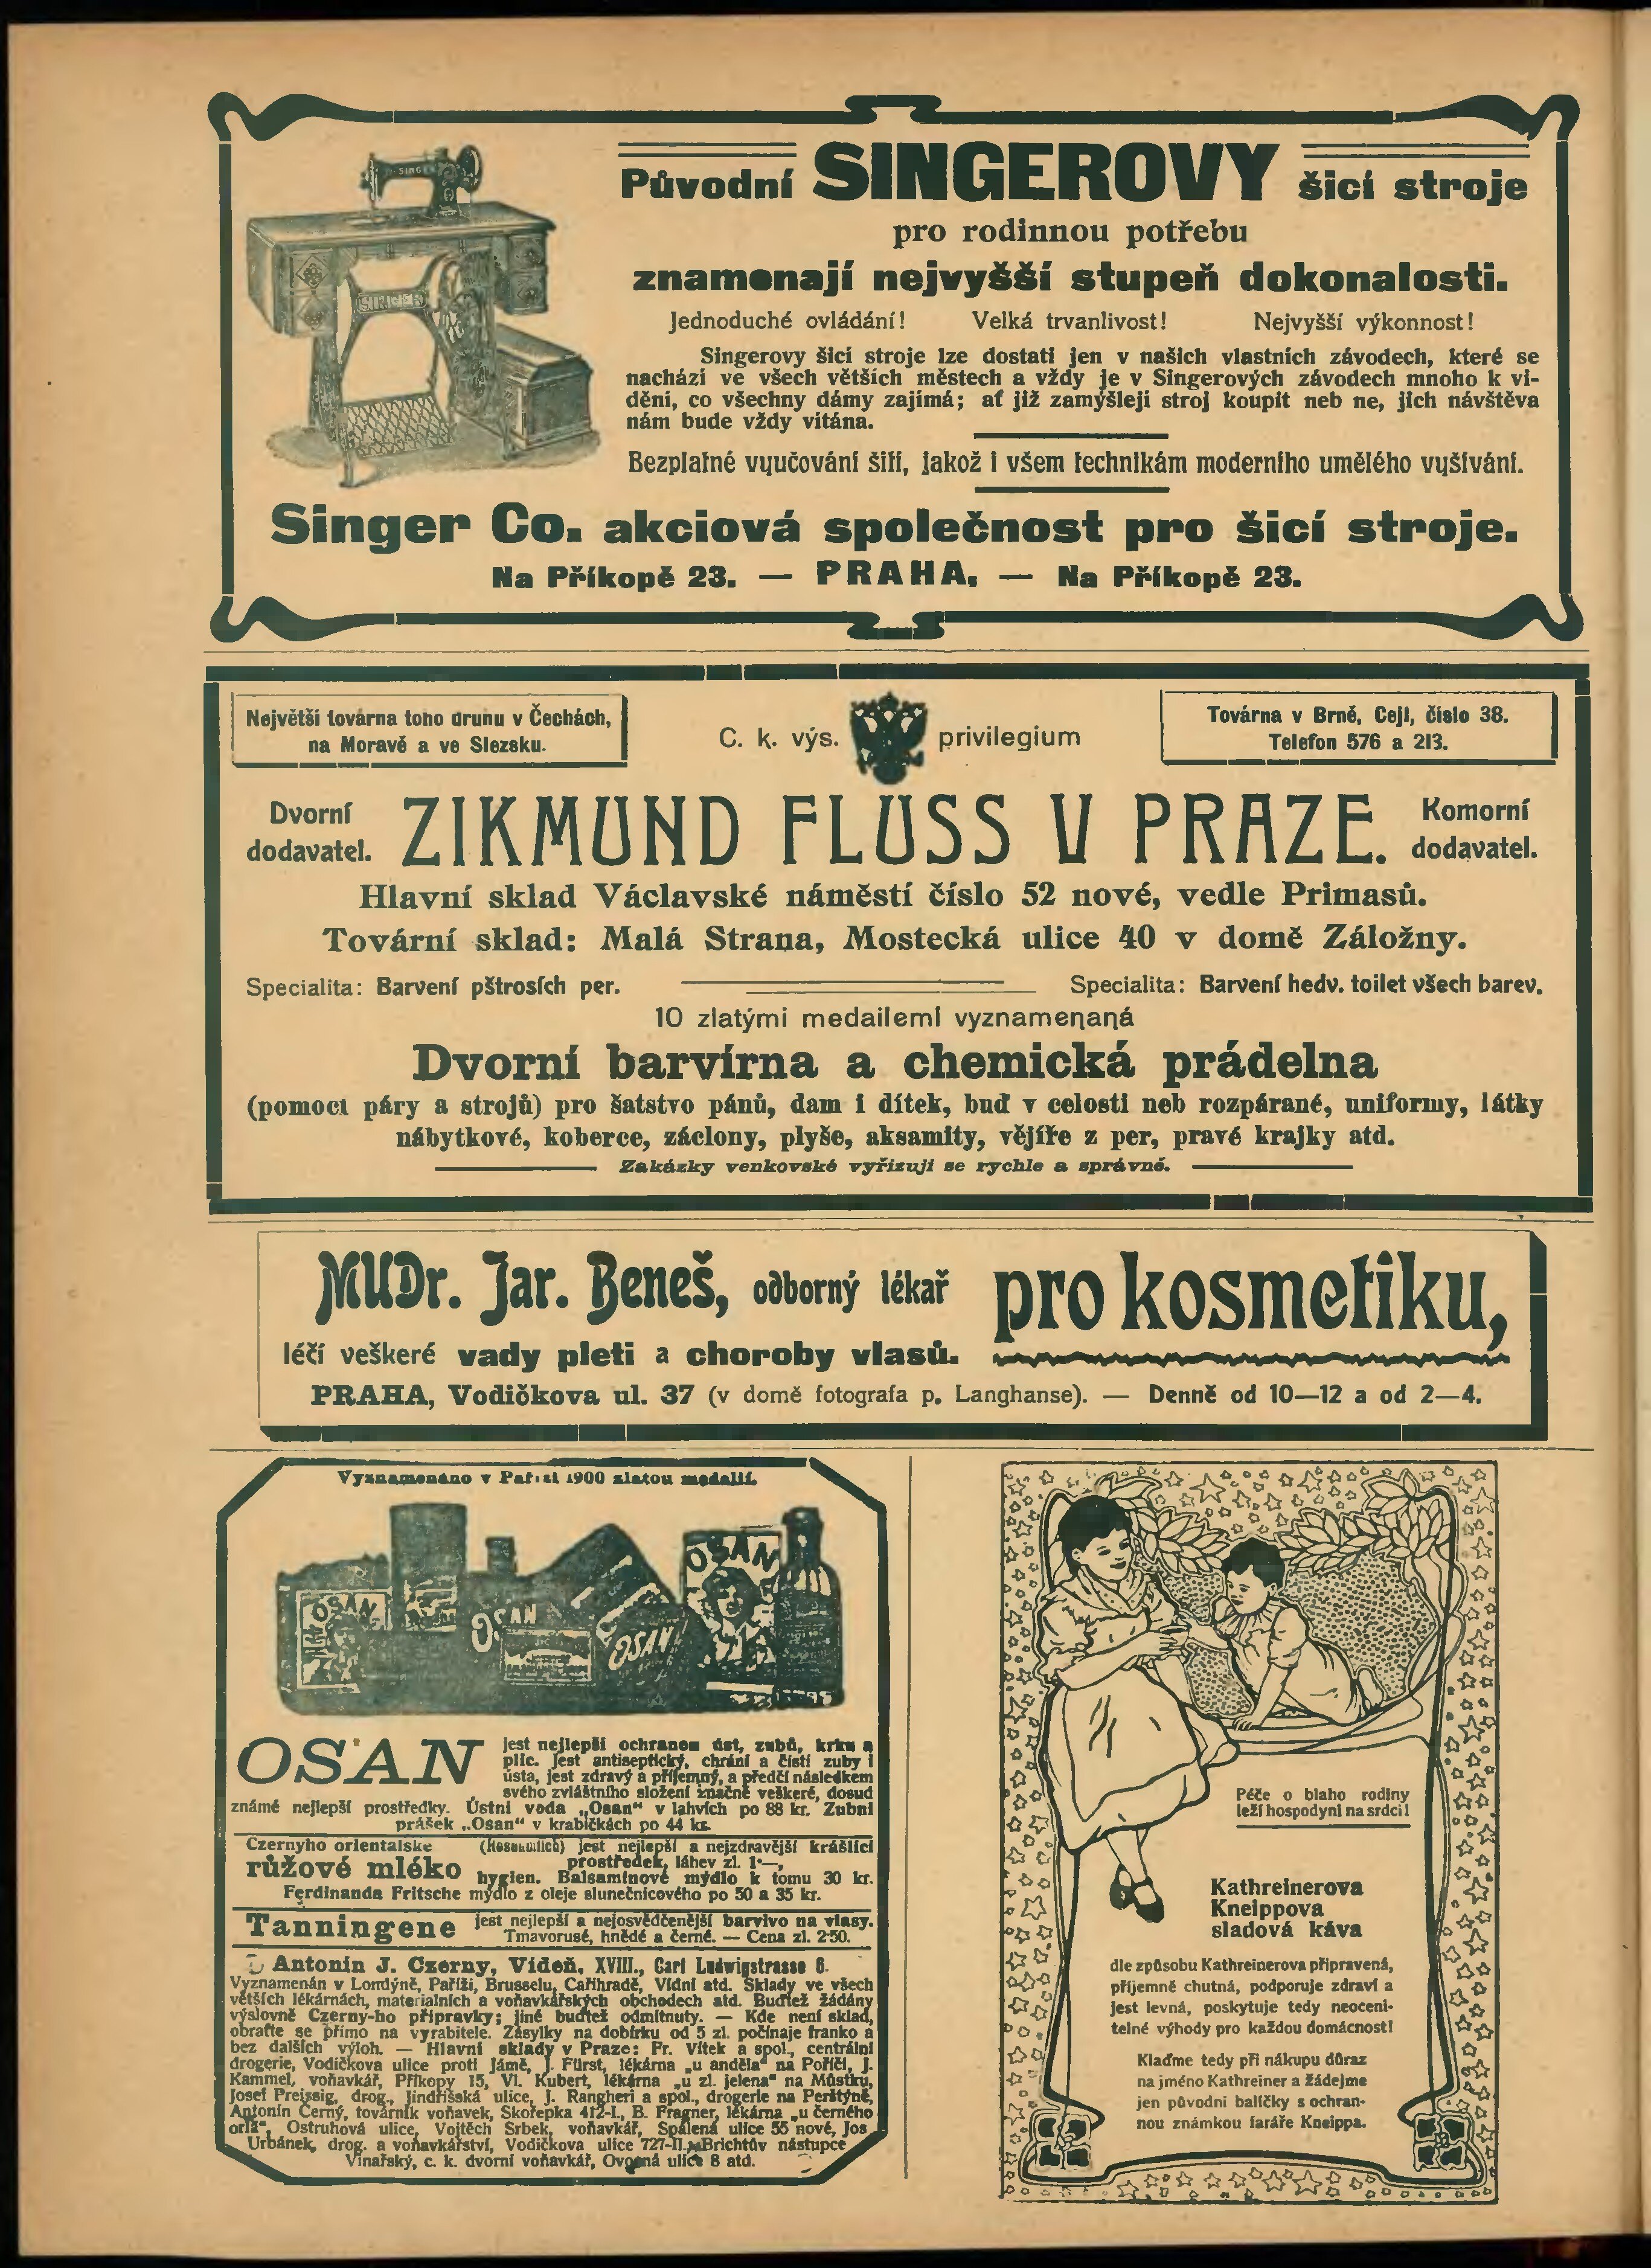 Původní SINGEROVY šicí stroje
pro rodinnou potřebu
znamenají nejvyšší stupeň dokonalosti.
Jednoduché ovládání! Velká trvanlivost! Nejvyšší výkonnost!
Singerovy šicí stroje lze dostati jen v našich vlastních závodech, které se
nachází ve všech větších městech a vždy je v Singerových závodech mnoho k vi-
dění, co všechny dámy zajímá; ať již zamýšlejí stroj koupit neb ne, jich návštěva
nám bude vždy vítána.
Bezplatné vyučování šití, jakož i všem technikám moderního umělého vyšívání.
Singer Co. akciová společnost pro šicí stroje.
Na Příkopě 23. — PRAHA. — Na Příkopě 23.
SINGER
SINGER
Největší továrna toho druhu v Čechách,
na Moravě a ve Slezsku.
C. k. výs. privilegium
Továrna v Brně, Cejl, číslo 38.
Telefon 576 a 213.
Dvorní
dodavatel.
ZIKMUND FLUSS V PRAZE.
Komorní
dodavatel.
Hlavní sklad Václavské náměstí číslo 52 nové, vedle Primasů.
Tovární sklad: Malá Strana, Mostecká ulice 40 v domě Záložny.
Specialita: Barvení pštrosích per. Specialita: Barvení hedv. toilet všech barev.
10 zlatými medailemi vyznamenaná
Dvorní barvírna a chemická prádelna
(pomocí páry a strojů) pro šatstvo pánů, dam i dítek, buď v celosti neb rozpárané, uniformy, látky
nábytkové, koberce, záclony, plyše, aksamity, vějíře z per, pravé krajky atd.
Zakázky venkovské vyřizují se rychle a správně.
MUDr. Jar. Beneš, odborný lékař pro kosmetiku,
léčí veškeré vady pleti a choroby vlasů.
PRAHA, Vodičkova ul. 37 (v domě fotografa p. Langhanse). — Denně od 10—12 a od 2—4.
Vyznamenáno v Paříži 1900 zlatou medailí.
OSAN
OSAN
OSAN
OSAN
OSAN jest nejlepší ochranou úst, zubů, krku a
plic. Jest antiseptický, chrání a čistí zuby i
ústa, jest zdravý a příjemný, a předčí následkem
svého zvláštního složení značně veškeré, dosud
známé nejlepší prostředky. Ústní voda „Osan“ v lahvích po 88 kr. Zubní
prášek „Osan“ v krabičkách po 44 kr.
Czernyho orientalske (Rosenmilch) jest nejlepší a nejzdravější krášlicí
růžové mléko prostředek, láhev zl. 1·—,
hygien. Balsamínové mýdlo k tomu 30 kr.
Ferdinanda Fritsche mýdlo z oleje slunečnicového po 50 a 35 kr.
Tanningene jest nejlepší a nejosvědčenější barvivo na vlasy.
Tmavorusé, hnědé a černé. — Cena zl. 2·50.
Antonín J. Czerny, Vídeň, XVIII., Carl Ludwigstrasse 6.
Vyznamenán v Londýně, Paříži, Brusselu, Cařihradě, Vídni atd. Sklady ve všech
větších lékárnách, materialních a voňavkářských obchodech atd. Buďtež žádány
výslovně Czerny-ho přípravky; jiné buďtež odmítnuty. — Kde není sklad,
obraťte se přímo na vyrabitele. Zásylky na dobírku od 5 zl. počínaje franko a
bez dalších výloh. — Hlavní sklady v Praze: Fr. Vítek a spol., centrální
drogerie, Vodičkova ulice proti Jámě, J. Fürst, lékárna „u anděla“ na Poříčí, J.
Kammel, voňavkář, Příkopy 15, Vl. Kubert, lékárna „u zl. jelena“ na Můstku,
Josef Preissig, drog., Jindřišská ulice, J. Rangheri a spol., drogerie na Perštýně,
Antonín Černý, továrník voňavek, Skořepka 412-I., B. Fragner, lékárna „u černého
orla“, Ostruhová ulice, Vojtěch Srbek, voňavkář, Spálená ulice 55 nové, Jos
Urbánek, drog. a voňavkářství, Vodičkova ulice 727-II., Brichtův nástupce
Vinařský, c. k. dvorní voňavkář, Ovocná ulice 8 atd.
Péče o blaho rodiny
leží hospodyni na srdci!
Kathreinerova
Kneippova
sladová káva
dle způsobu Kathreinerova připravená,
příjemně chutná, podporuje zdraví a
jest levná, poskytuje tedy neoceni-
telné výhody pro každou domácnost!
Klaďme tedy při nákupu důraz
na jméno Kathreiner a žádejme
jen původní balíčky s ochran-
nou známkou faráře Kneippa.